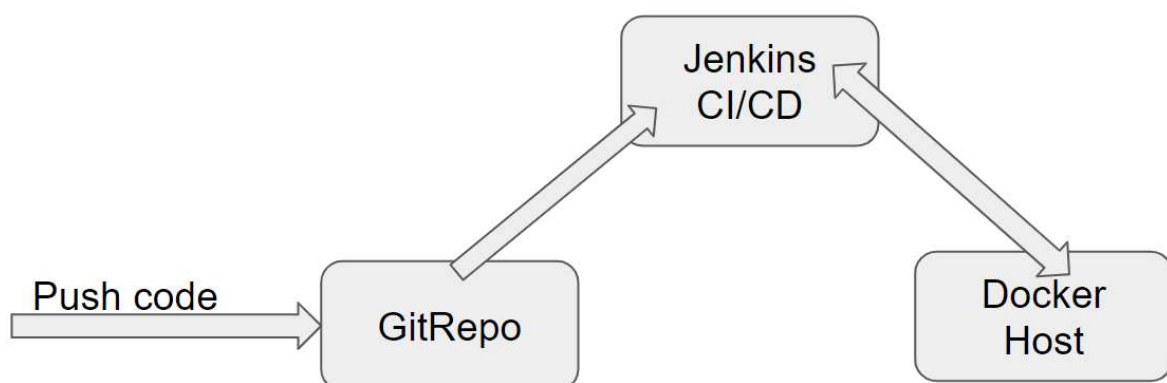 Jenkins
CI/CD
Push code
GitRepo
Docker
Host